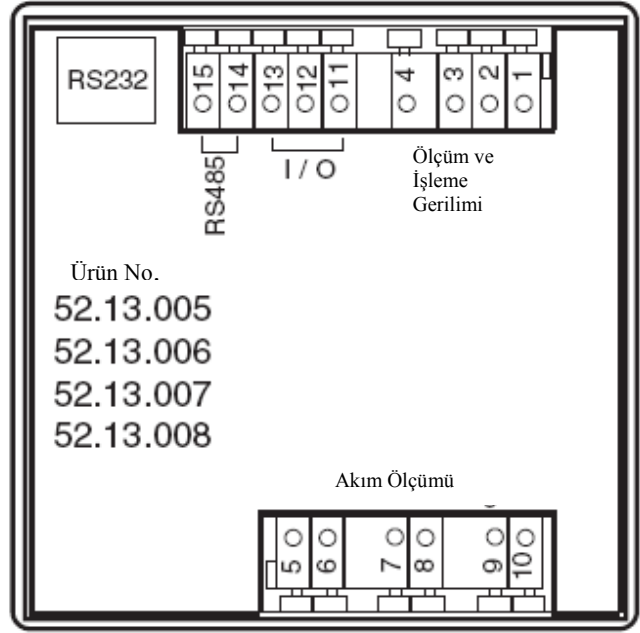 RS232
15 14 13 12 11 4 3 2 1
RS485
I / O
Ölçüm ve
İşleme
Gerilimi
Ürün No.
52.13.005
52.13.006
52.13.007
52.13.008
Akım Ölçümü
5 6 7 8 9 10